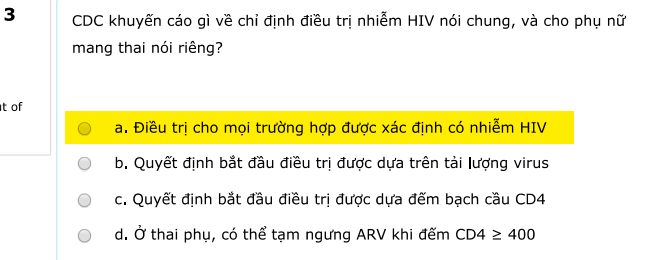 3
CDC khuyến cáo gì về chỉ định điều trị nhiễm HIV nói chung, và cho phụ nữ
mang thai nói riêng?
t of
a. Điều trị cho mọi trường hợp được xác định có nhiễm HIV
b. Quyết định bắt đầu điều trị được dựa trên tải lượng virus
c. Quyết định bắt đầu điều trị được dựa đếm bạch cầu CD4
d. Ở thai phụ, có thể tạm ngưng ARV khi đếm CD4 ≥ 400